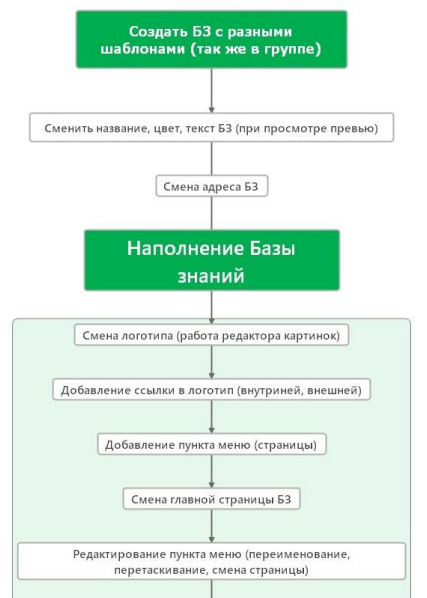 Создать БЗ с разными
шаблонами (так же в группе)
Сменить название, цвет, текст БЗ (при просмотре превью)
Смена адреса БЗ
Наполнение Базы
знаний
Смена логотипа (работа редактора картинок)
Добавление ссылки в логотип (внутриней, внешней)
Добавление пункта меню (страницы)
Смена главной страницы БЗ
Редактирование пункта меню (переименование,
перетаскивание, смена страницы)